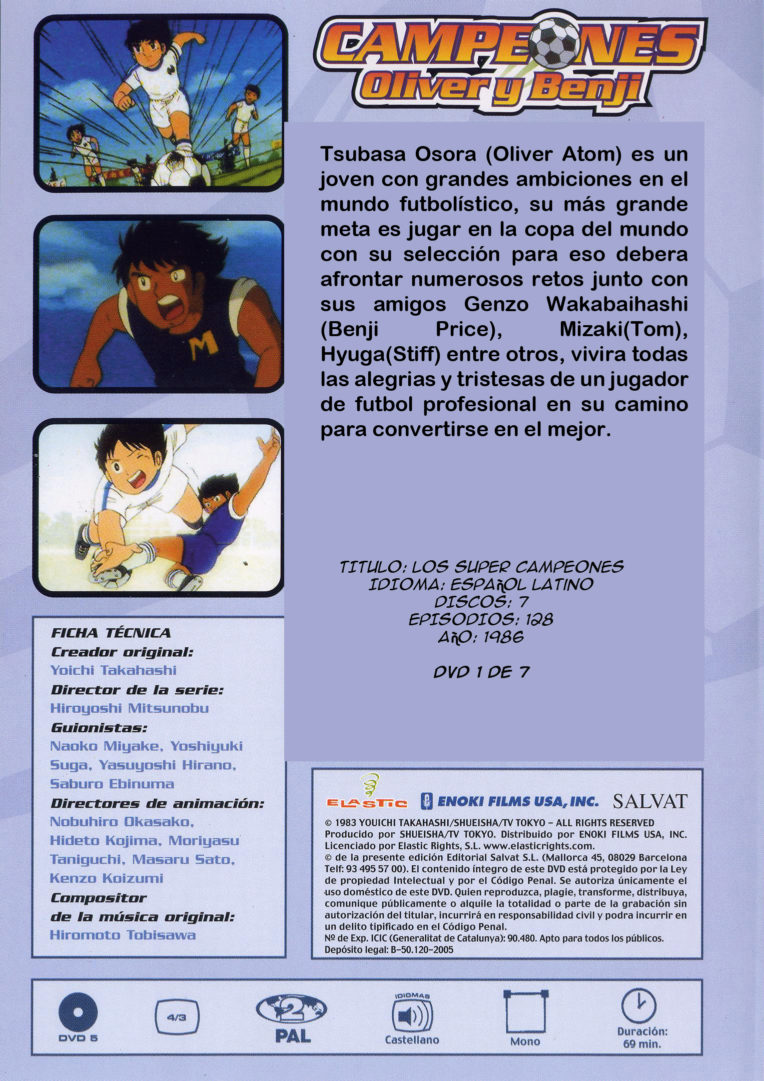 CAMPEONES
Oliver y Benji
Tsubasa Osora (Oliver Atom) es un
joven con grandes ambiciones en el
mundo futbolístico, su más grande
meta es jugar en la copa del mundo
con su selección para eso debera
afrontar numerosos retos junto con
sus amigos Genzo Wakabaihashi
(Benji Price), Mizaki(Tom),
Hyuga(Stiff) entre otros, vivira todas
las alegrias y tristesas de un jugador
de futbol profesional en su camino
para convertirse en el mejor.
M
TITULO: LOS SUPER CAMPEONES
IDIOMA: ESPAÑOL LATINO
DISCOS: 7
EPISODIOS: 128
AÑO: 1986
DVD 1 DE 7
FICHA TÉCNICA
Creador original:
Yoichi Takahashi
Director de la serie:
Hiroyoshi Mitsunobu
Guionistas:
Naoko Miyake, Yoshiyuki
Suga, Yasuyoshi Hirano,
Saburo Ebinuma
Directores de animación:
Nobuhiro Okasako,
Hideto Kojima, Moriyasu
Taniguchi, Masaru Sato,
Kenzo Koizumi
Compositor
de la música original:
Hiromoto Tobisawa
ELASTIC ENOKI FILMS USA, INC. SALVAT
© 1983 YOUICHI TAKAHASHI/SHUEISHA/TV TOKYO – ALL RIGHTS RESERVED
Producido por SHUEISHA/TV TOKYO. Distribuido por ENOKI FILMS USA, INC.
Licenciado por Elastic Rights, S.L. www.elasticrights.com.
© de la presente edición Editorial Salvat S.L. (Mallorca 45, 08029 Barcelona
Telf: 93 495 57 00). El contenido íntegro de este DVD está protegido por la Ley
de propiedad Intelectual y por el Código Penal. Se autoriza únicamente el
uso doméstico de este DVD. Quien reproduzca, plagie, transforme, distribuya,
comunique públicamente o alquile la totalidad o parte de la grabación sin
autorización del titular, incurrirá en responsabilidad civil y podra incurrir en
un delito tipificado en el Código Penal.
Nº de Exp. ICIC (Generalitat de Catalunya): 90.480. Apto para todos los públicos.
Depósito legal: B-50.120-2005
DVD 5
4/3
2
PAL
IDIOMAS
Castellano
Mono
Duración:
69 min.